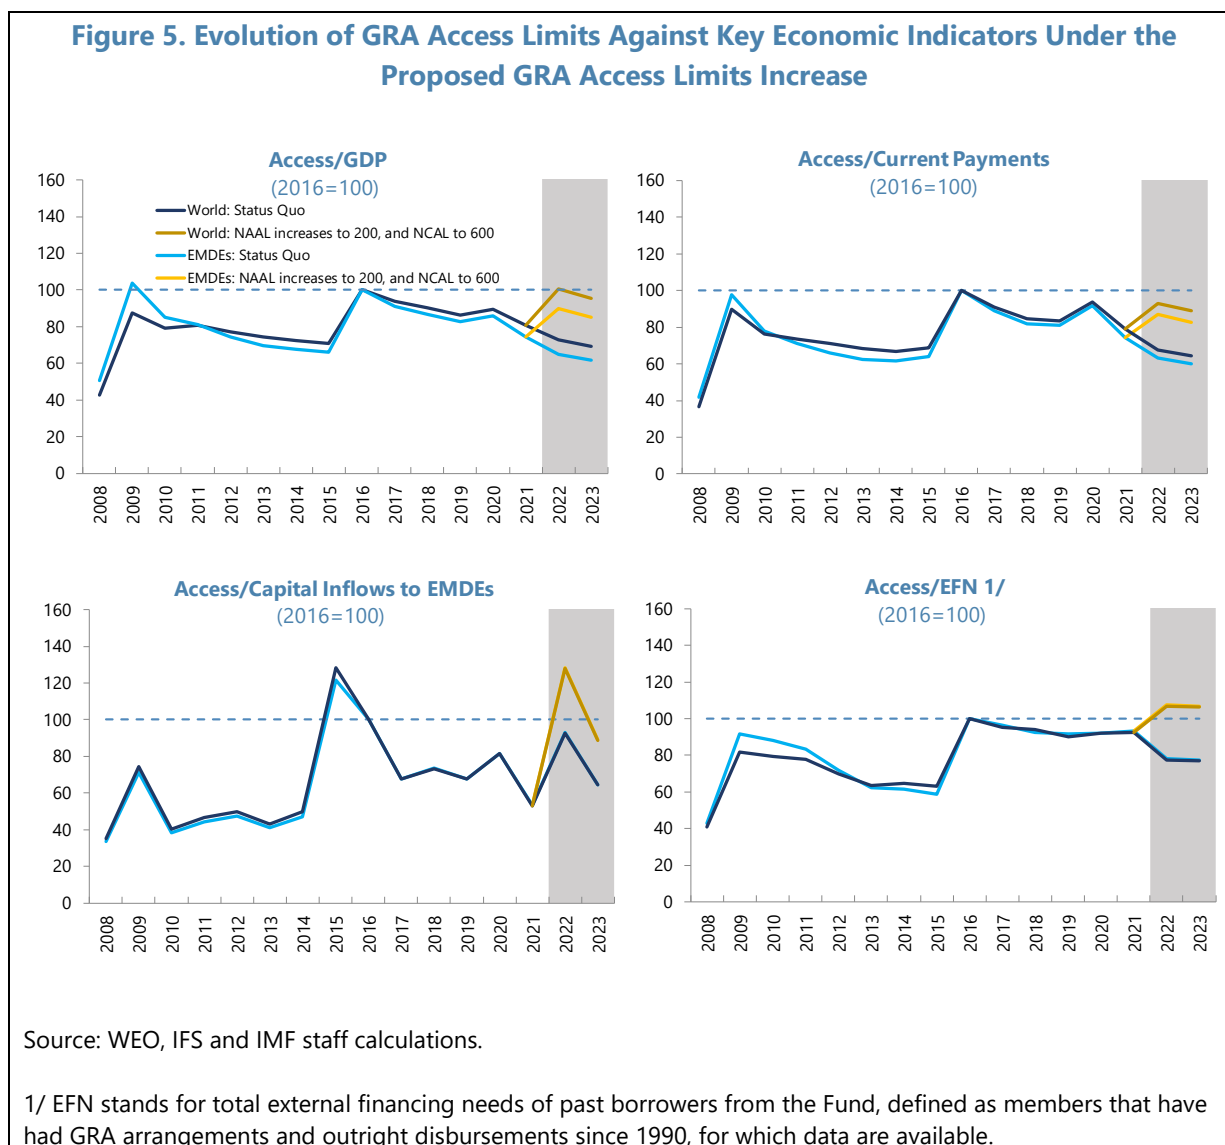 Figure 5. Evolution of GRA Access Limits Against Key Economic Indicators Under the
Proposed GRA Access Limits Increase
Access/GDP
(2016=100)
160
140
120
100
80
60
40
20
0
World: Status Quo
World: NAAL increases to 200, and NCAL to 600
EMDEs: Status Quo
EMDEs: NAAL increases to 200, and NCAL to 600
2008 2009 2010 2011 2012 2013 2014 2015 2016 2017 2018 2019 2020 2021 2022 2023
Access/Current Payments
(2016=100)
160
140
120
100
80
60
40
20
0
2008 2009 2010 2011 2012 2013 2014 2015 2016 2017 2018 2019 2020 2021 2022 2023
Access/Capital Inflows to EMDEs
(2016=100)
160
140
120
100
80
60
40
20
0
2008 2009 2010 2011 2012 2013 2014 2015 2016 2017 2018 2019 2020 2021 2022 2023
Access/EFN 1/
(2016=100)
160
140
120
100
80
60
40
20
0
2008 2009 2010 2011 2012 2013 2014 2015 2016 2017 2018 2019 2020 2021 2022 2023
Source: WEO, IFS and IMF staff calculations.
1/ EFN stands for total external financing needs of past borrowers from the Fund, defined as members that have
had GRA arrangements and outright disbursements since 1990, for which data are available.